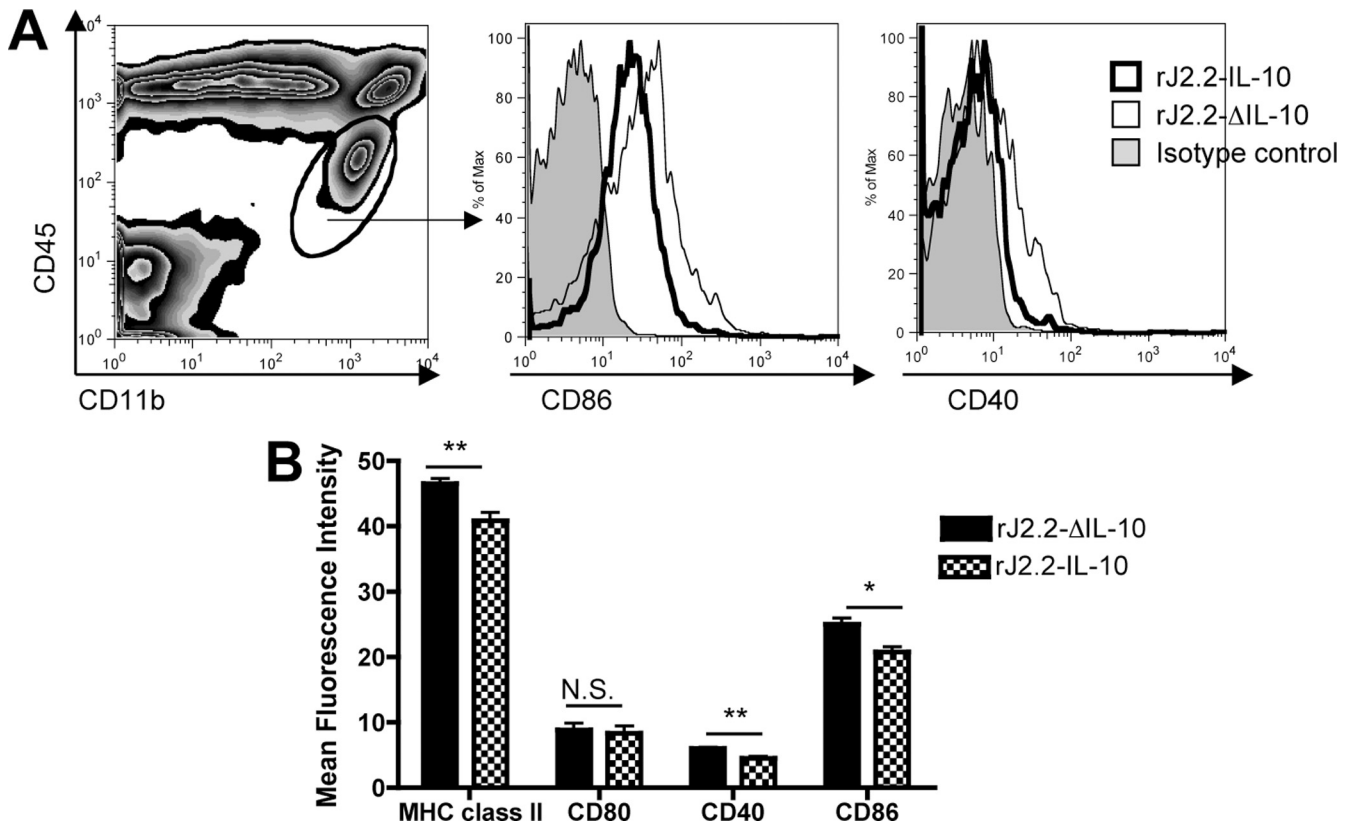 A
CD45
10^4
10^3
10^2
10^1
10^0
10^0 10^1 10^2 10^3 10^4
CD11b
% of Max
100
80
60
40
20
0
10^0 10^1 10^2 10^3 10^4
CD86
% of Max
100
80
60
40
20
0
10^0 10^1 10^2 10^3 10^4
CD40
rJ2.2-IL-10
rJ2.2-ΔIL-10
Isotype control
B
Mean Fluorescence Intensity
50
40
30
20
10
0
**
N.S.
**
*
MHC class II CD80 CD40 CD86
rJ2.2-ΔIL-10
rJ2.2-IL-10